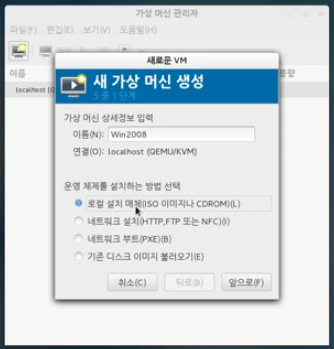 가상 머신 관리자
파일(F) 편집(E) 보기(V) 도움말(H)
이름
localhost (
새로운 VM
새 가상 머신 생성
5 중 1 단계
가상 머신 상세정보 입력
이름(N): Win2008
연결(O): localhost (QEMU/KVM)
운영 체제를 설치하는 방법 선택
로컬 설치 매체(ISO 이미지나 CDROM)(L)
네트워크 설치(HTTP,FTP 또는 NFC)(I)
네트워크 부트(PXE)(B)
기존 디스크 이미지 불러오기(E)
취소(C) 뒤로(B) 앞으로(F)